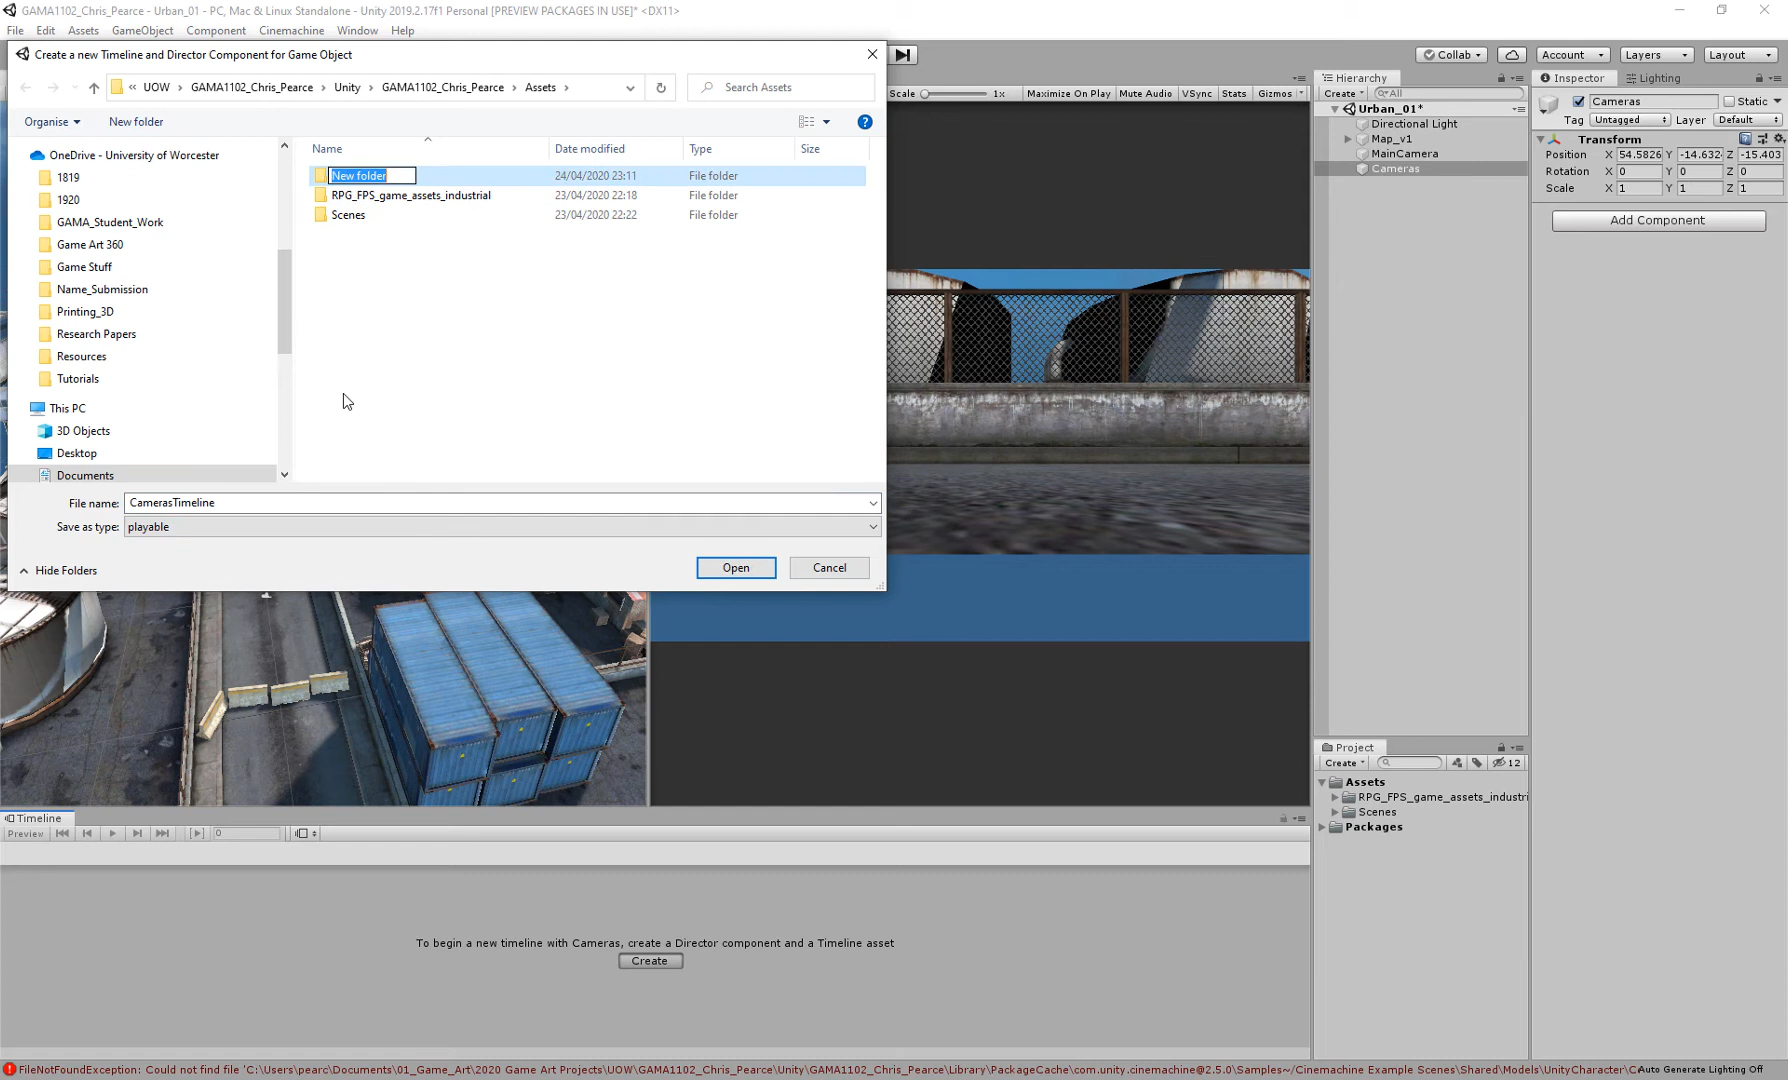 GAMA1102_Chris_Pearce - Urban_01 - PC, Mac & Linux Standalone - Unity 2019.2.17f1 Personal [PREVIEW PACKAGES IN USE]* <DX11>
File Edit Assets GameObject Component Cinemachine Window Help
Create a new Timeline and Director Component for Game Object
Collab Account Layers Layout
« UOW > GAMA1102_Chris_Pearce > Unity > GAMA1102_Chris_Pearce > Assets >
Search Assets
Organise New folder
Scale 1x Maximize On Play Mute Audio VSync Stats Gizmos
Name Date modified Type Size
New folder 24/04/2020 23:11 File folder
RPG_FPS_game_assets_industrial 23/04/2020 22:18 File folder
Scenes 23/04/2020 22:22 File folder
OneDrive - University of Worcester
1819
1920
GAMA_Student_Work
Game Art 360
Game Stuff
Name_Submission
Printing_3D
Research Papers
Resources
Tutorials
This PC
3D Objects
Desktop
Documents
File name: CamerasTimeline
Save as type: playable
Hide Folders
Open Cancel
Hierarchy
Create All
Urban_01*
Directional Light
Map_v1
MainCamera
Cameras
Inspector Lighting
Cameras Static
Tag Untagged Layer Default
Transform
Position X 54.5826 Y -14.632 Z -15.403
Rotation X 0 Y 0 Z 0
Scale X 1 Y 1 Z 1
Add Component
Project
Create 12
Assets
RPG_FPS_game_assets_industri
Scenes
Packages
Timeline
Preview 0
To begin a new timeline with Cameras, create a Director component and a Timeline asset
Create
FileNotFoundException: Could not find file 'C:\Users\pearc\Documents\01_Game_Art\2020 Game Art Projects\UOW\GAMA1102_Chris_Pearce\Unity\GAMA1102_Chris_Pearce\Library\PackageCache\com.unity.cinemachine@2.5.0\Samples~\Cinemachine Example Scenes\Shared\Models\UnityCharacter\C
Auto Generate Lighting Off